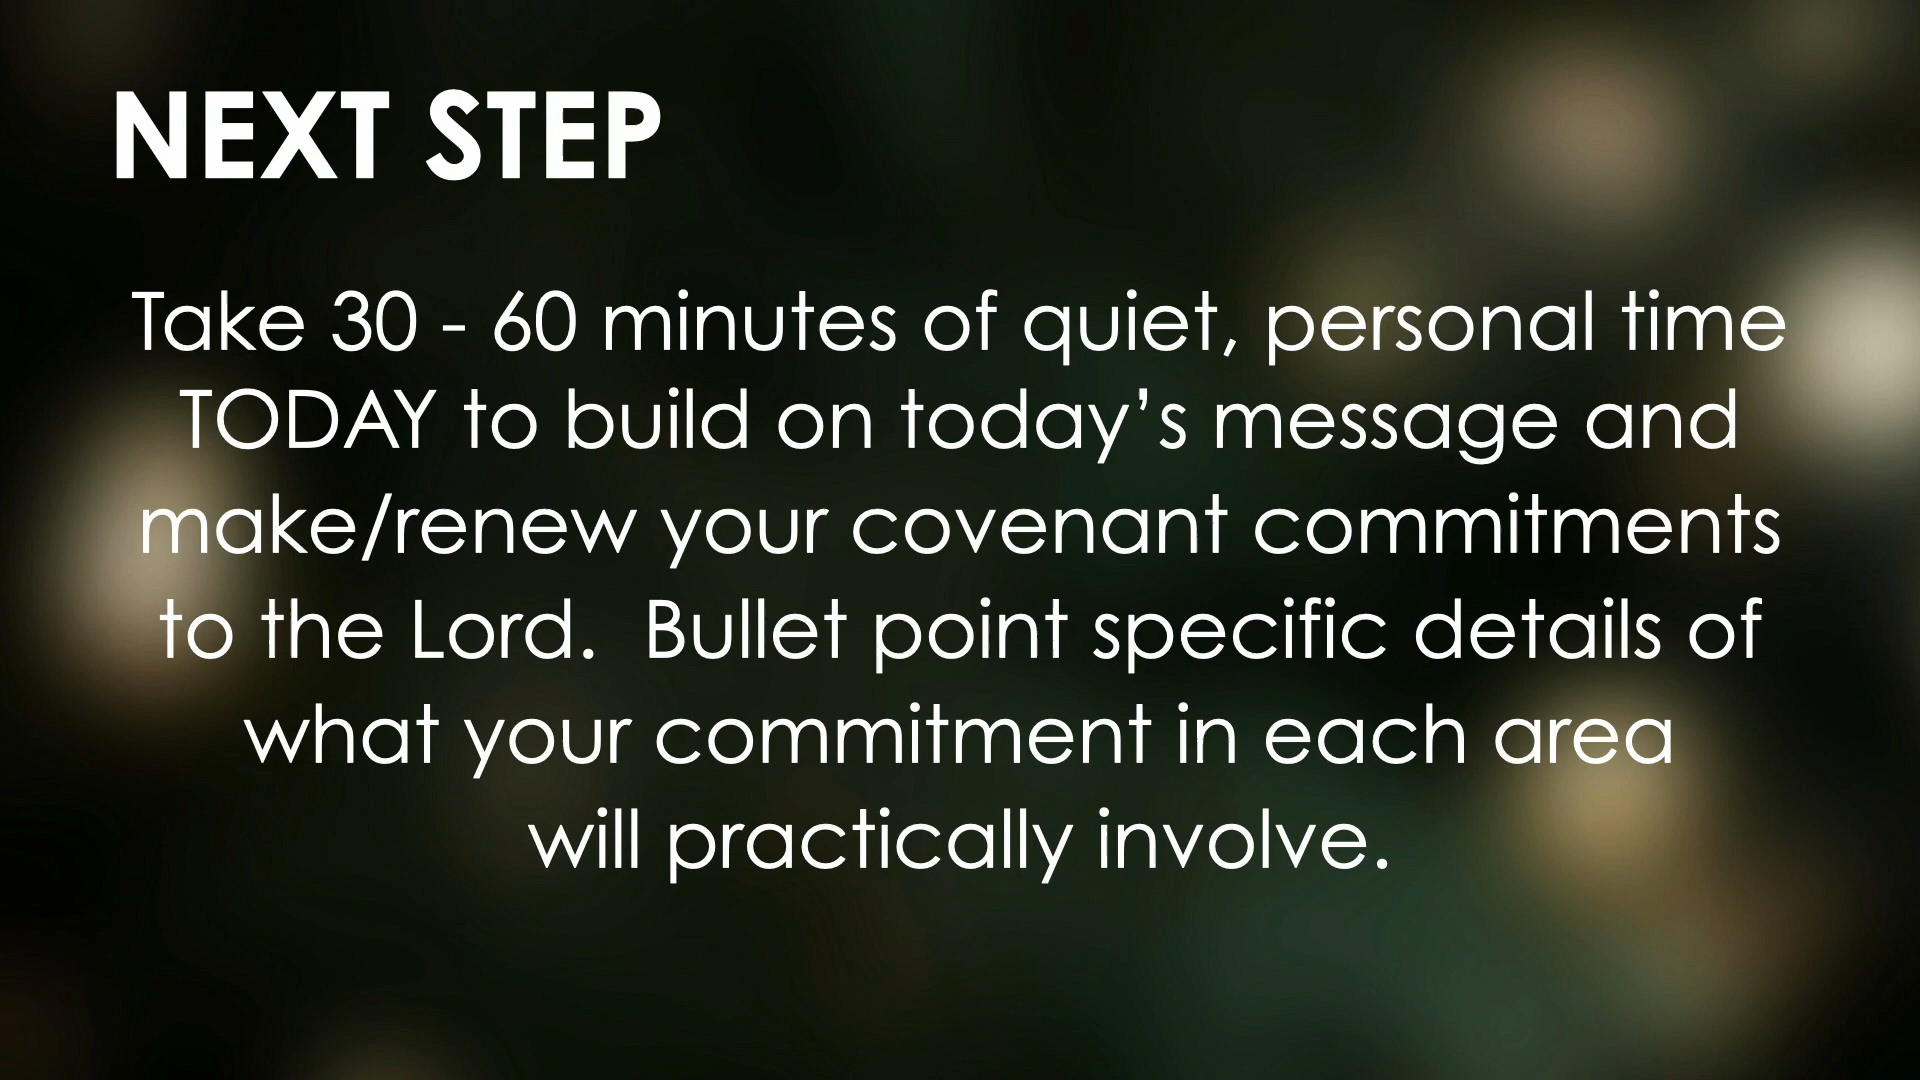 NEXT STEP
Take 30 - 60 minutes of quiet, personal time
TODAY to build on today’s message and
make/renew your covenant commitments
to the Lord.  Bullet point specific details of
what your commitment in each area
will practically involve.